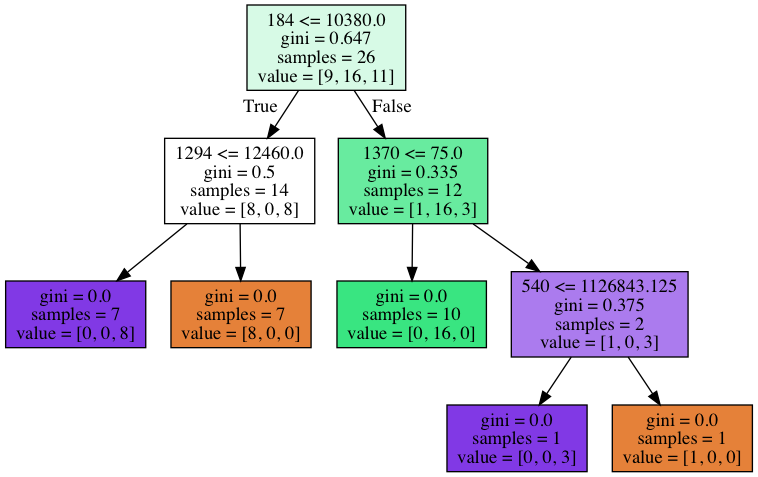 184 <= 10380.0
gini = 0.647
samples = 26
value = [9, 16, 11]
True
False
1294 <= 12460.0
gini = 0.5
samples = 14
value = [8, 0, 8]
1370 <= 75.0
gini = 0.335
samples = 12
value = [1, 16, 3]
gini = 0.0
samples = 7
value = [0, 0, 8]
gini = 0.0
samples = 7
value = [8, 0, 0]
gini = 0.0
samples = 10
value = [0, 16, 0]
540 <= 1126843.125
gini = 0.375
samples = 2
value = [1, 0, 3]
gini = 0.0
samples = 1
value = [0, 0, 3]
gini = 0.0
samples = 1
value = [1, 0, 0]